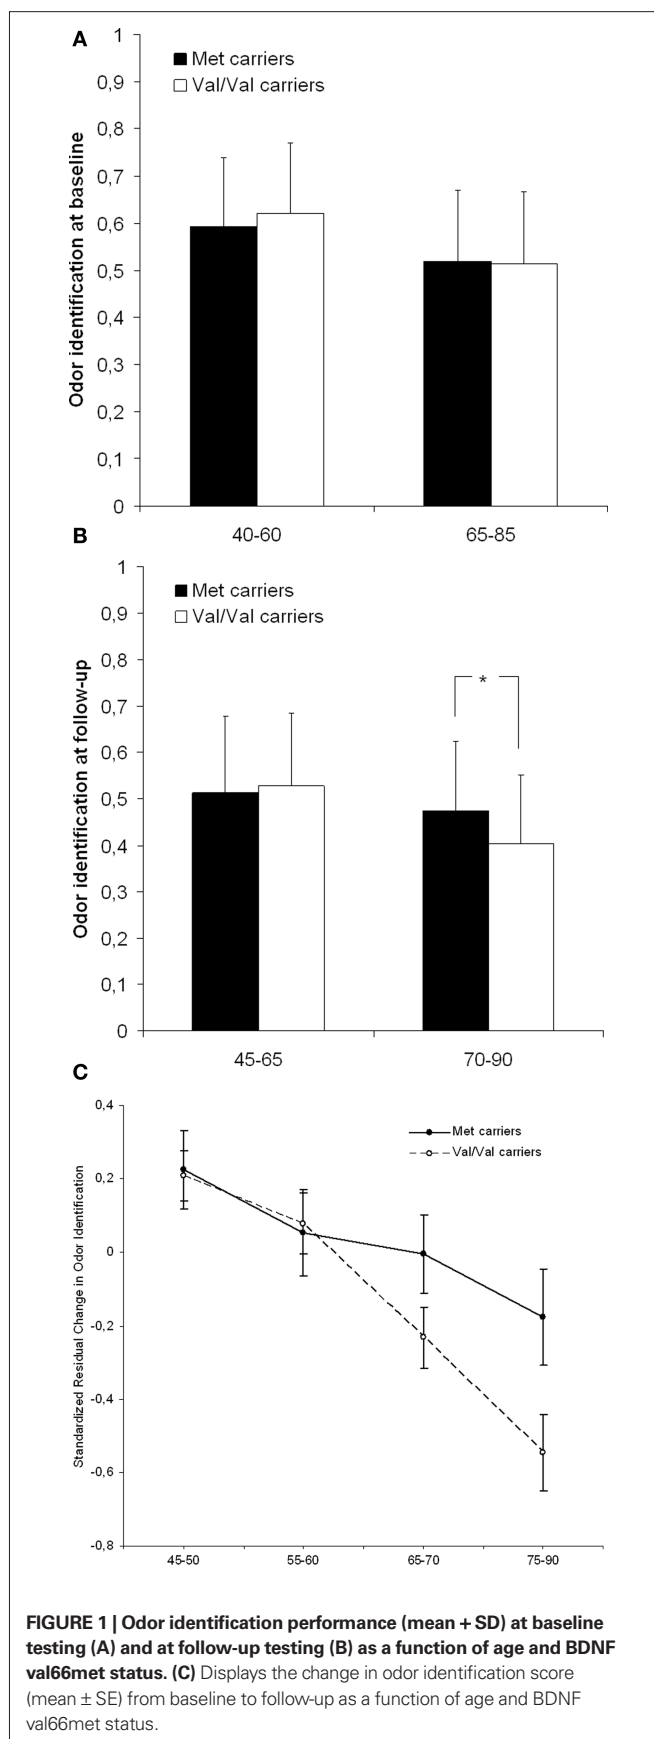 A
1
0,9
0,8
0,7
0,6
0,5
0,4
0,3
0,2
0,1
0
Odor identification at baseline
Met carriers
Val/Val carriers
40-60
65-85
B
1
0,9
0,8
0,7
0,6
0,5
0,4
0,3
0,2
0,1
0
Odor identification at follow-up
Met carriers
Val/Val carriers
*
45-65
70-90
C
0,4
0,2
0
-0,2
-0,4
-0,6
-0,8
Standardized Residual Change in Odor Identification
Met carriers
Val/Val carriers
45-50
55-60
65-70
75-90
FIGURE 1 | Odor identification performance (mean + SD) at baseline
testing (A) and at follow-up testing (B) as a function of age and BDNF
val66met status. (C) Displays the change in odor identification score
(mean ± SE) from baseline to follow-up as a function of age and BDNF
val66met status.